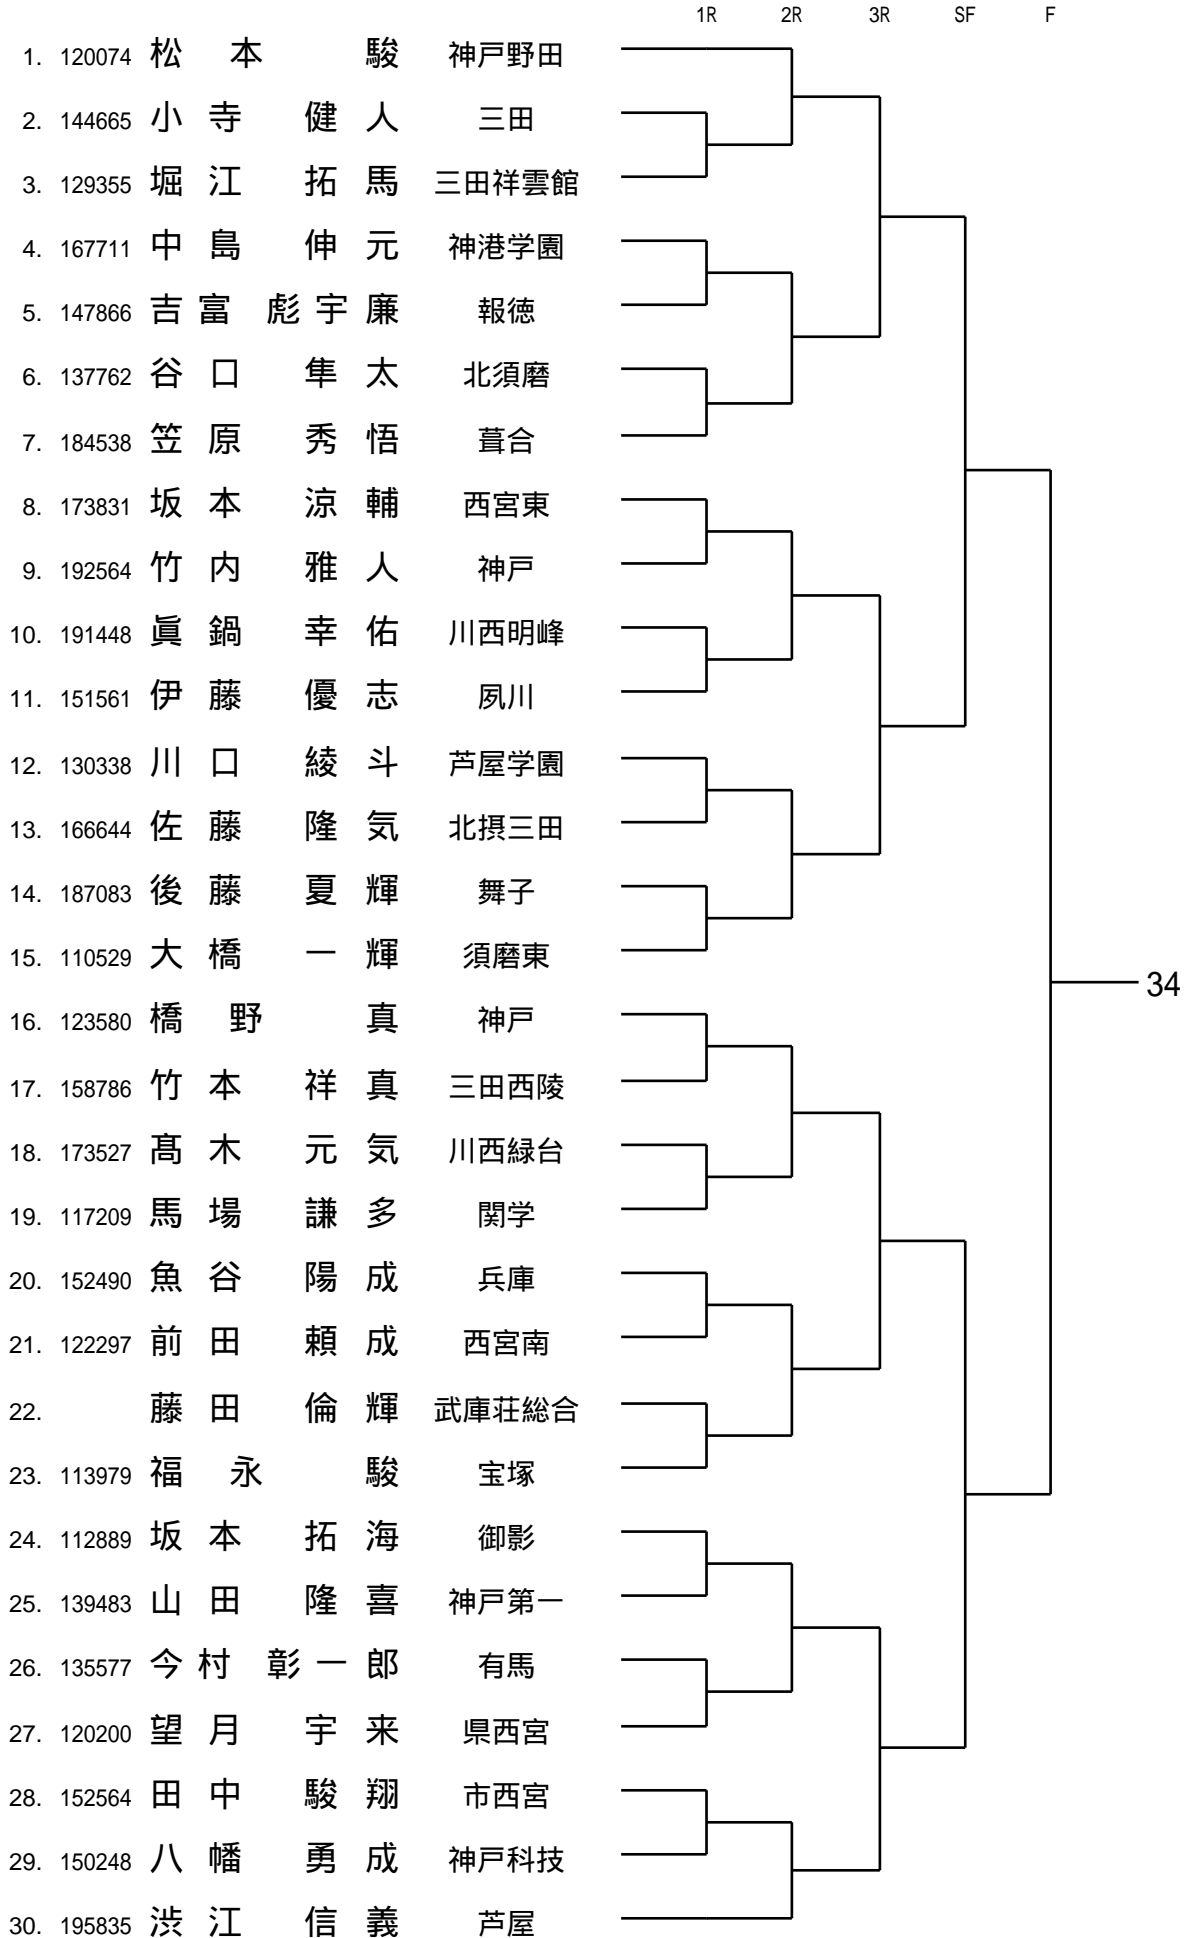 1R 2R 3R SF F
1. 120074 松本 駿 神戸野田
2. 144665 小寺 健人 三田
3. 129355 堀江 拓馬 三田祥雲館
4. 167711 中島 伸元 神港学園
5. 147866 吉富 彪宇廉 報徳
6. 137762 谷口 隼太 北須磨
7. 184538 笠原 秀悟 葺合
8. 173831 坂本 涼輔 西宮東
9. 192564 竹内 雅人 神戸
10. 191448 眞鍋 幸佑 川西明峰
11. 151561 伊藤 優志 夙川
12. 130338 川口 綾斗 芦屋学園
13. 166644 佐藤 隆気 北摂三田
14. 187083 後藤 夏輝 舞子
15. 110529 大橋 一輝 須磨東
34
16. 123580 橋野 真 神戸
17. 158786 竹本 祥真 三田西陵
18. 173527 髙木 元気 川西緑台
19. 117209 馬場 謙多 関学
20. 152490 魚谷 陽成 兵庫
21. 122297 前田 頼成 西宮南
22. 藤田 倫輝 武庫荘総合
23. 113979 福永 駿 宝塚
24. 112889 坂本 拓海 御影
25. 139483 山田 隆喜 神戸第一
26. 135577 今村 彰一郎 有馬
27. 120200 望月 宇来 県西宮
28. 152564 田中 駿翔 市西宮
29. 150248 八幡 勇成 神戸科技
30. 195835 渋江 信義 芦屋